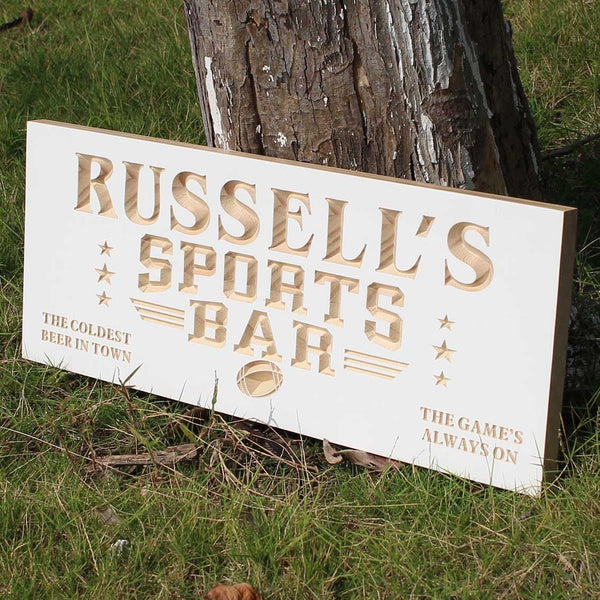 RUSSELL'S
SPORTS
BAR
THE COLDEST
BEER IN TOWN
THE GAME'S
ALWAYS ON